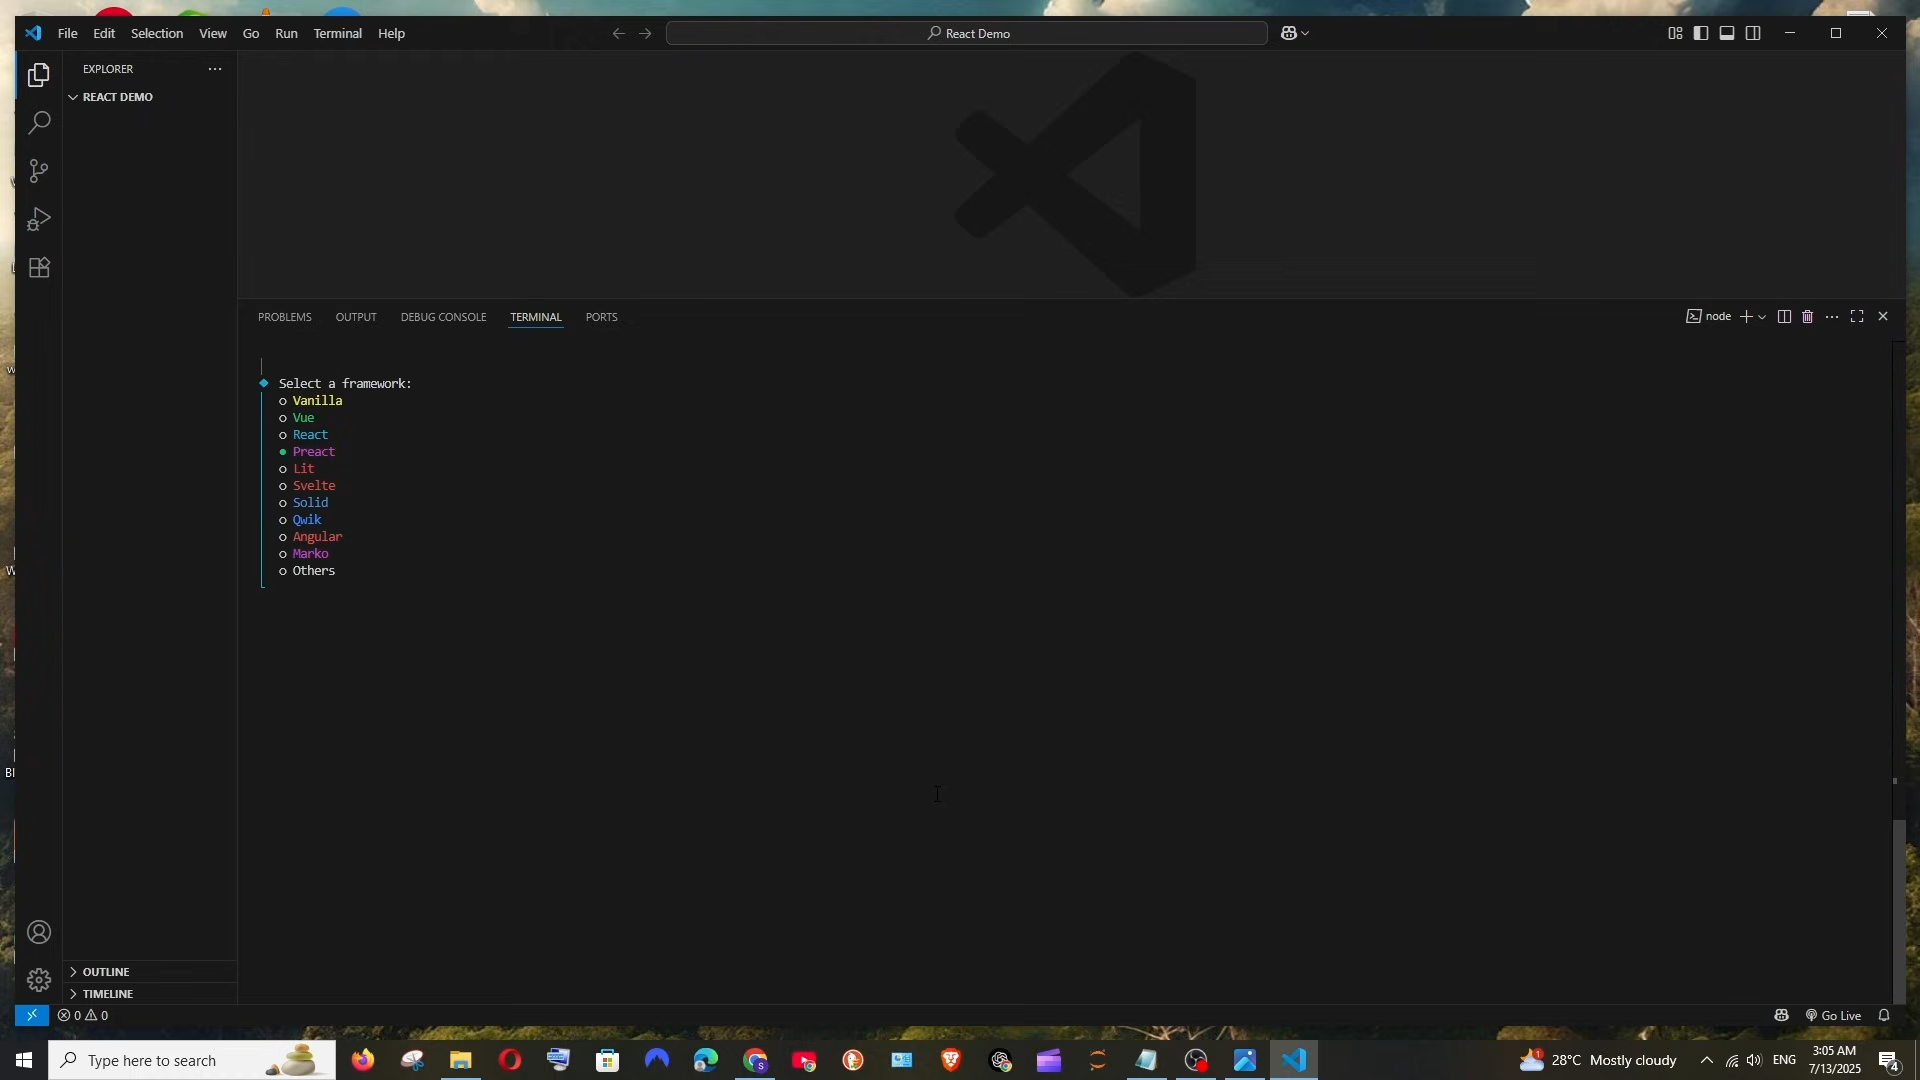 File Edit Selection View Go Run Terminal Help
React Demo
EXPLORER
REACT DEMO
PROBLEMS OUTPUT DEBUG CONSOLE TERMINAL PORTS
node
Select a framework:
Vanilla
Vue
React
Preact
Lit
Svelte
Solid
Qwik
Angular
Marko
Others
OUTLINE
TIMELINE
0 0
Go Live
Type here to search
1
28°C Mostly cloudy
ENG
3:05 AM
7/13/2025
4